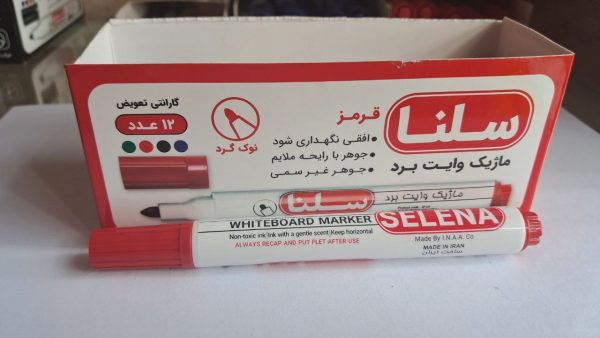 گارانتی تعویض
۱۲ عدد
نوک گرد
قرمز
• افقی نگهداری شود
• جوهر با رایحه ملایم
• جوهر غیر سمی
سلنا
ماژیک وایت برد
سلنا
ماژیک وایت برد
WHITEBOARD MARKER
SELENA
Non-toxic ink|Ink with a gentle scent|Keep horizontal
ALWAYS RECAP AND PUT FLET AFTER USE
Made By I.N.A.A. Co
MADE IN IRAN
ساخت ایران